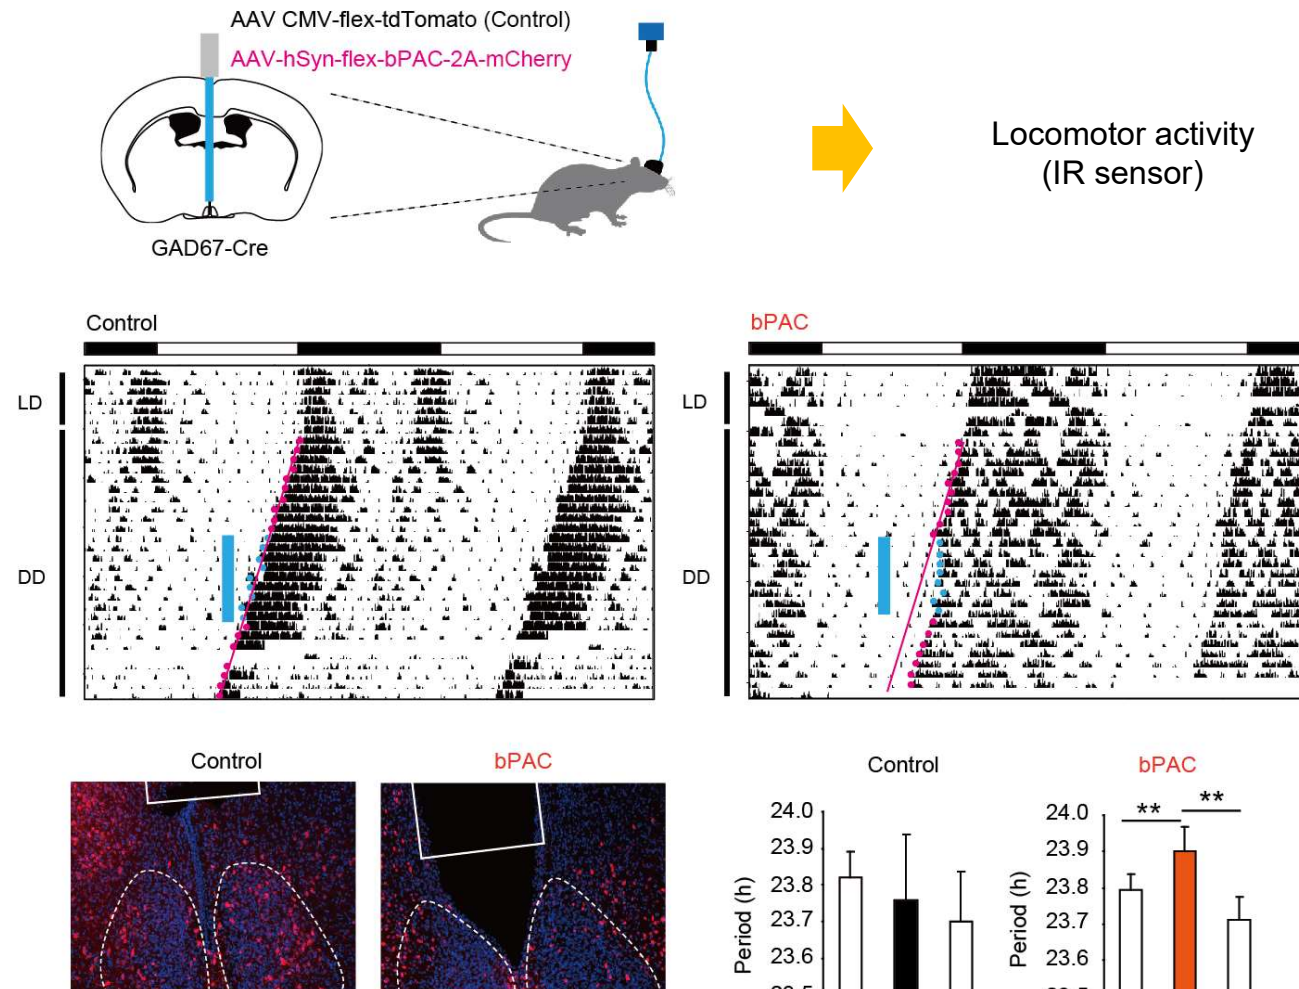 AAV CMV-flex-tdTomato (Control)
AAV-hSyn-flex-bPAC-2A-mCherry
GAD67-Cre
Locomotor activity
(IR sensor)
Control
bPAC
LD
LD
DD
DD
Control
bPAC
Control
bPAC
Period (h)
24.0
23.9
23.8
23.7
23.6
Period (h)
24.0
23.9
23.8
23.7
23.6
**
**